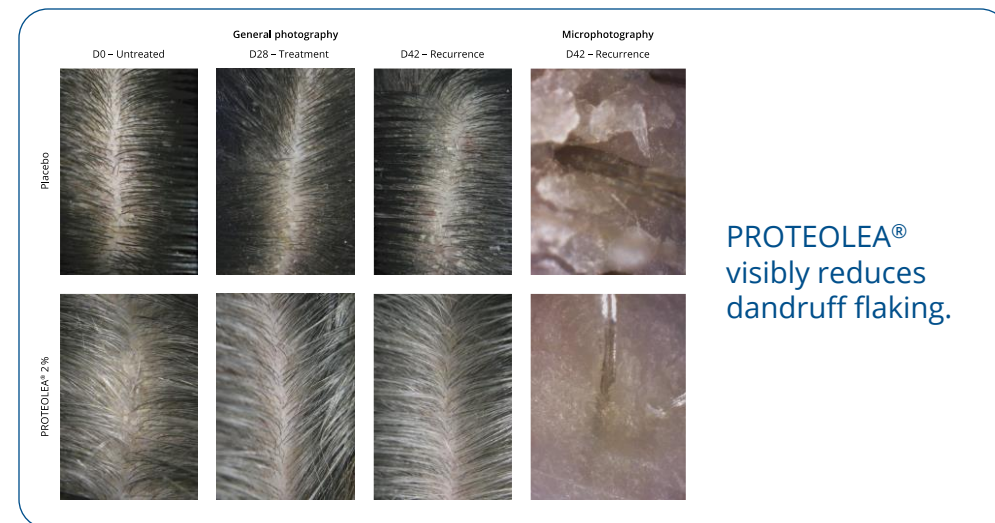 General photography
Microphotography
D0 – Untreated
D28 – Treatment
D42 – Recurrence
D42 – Recurrence
Placebo
PROTEOLEA® 2%
PROTEOLEA®
visibly reduces
dandruff flaking.